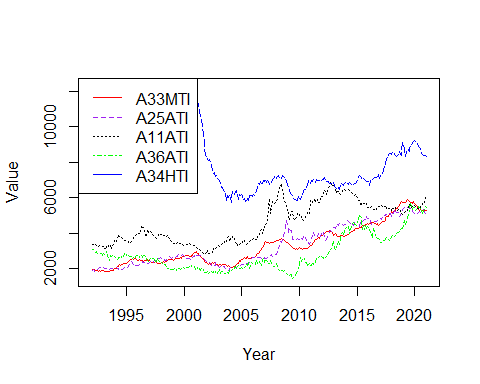 A33MTI
A25ATI
A11ATI
A36ATI
A34HTI
Value
2000
6000
10000
1995
2000
2005
2010
2015
2020
Year